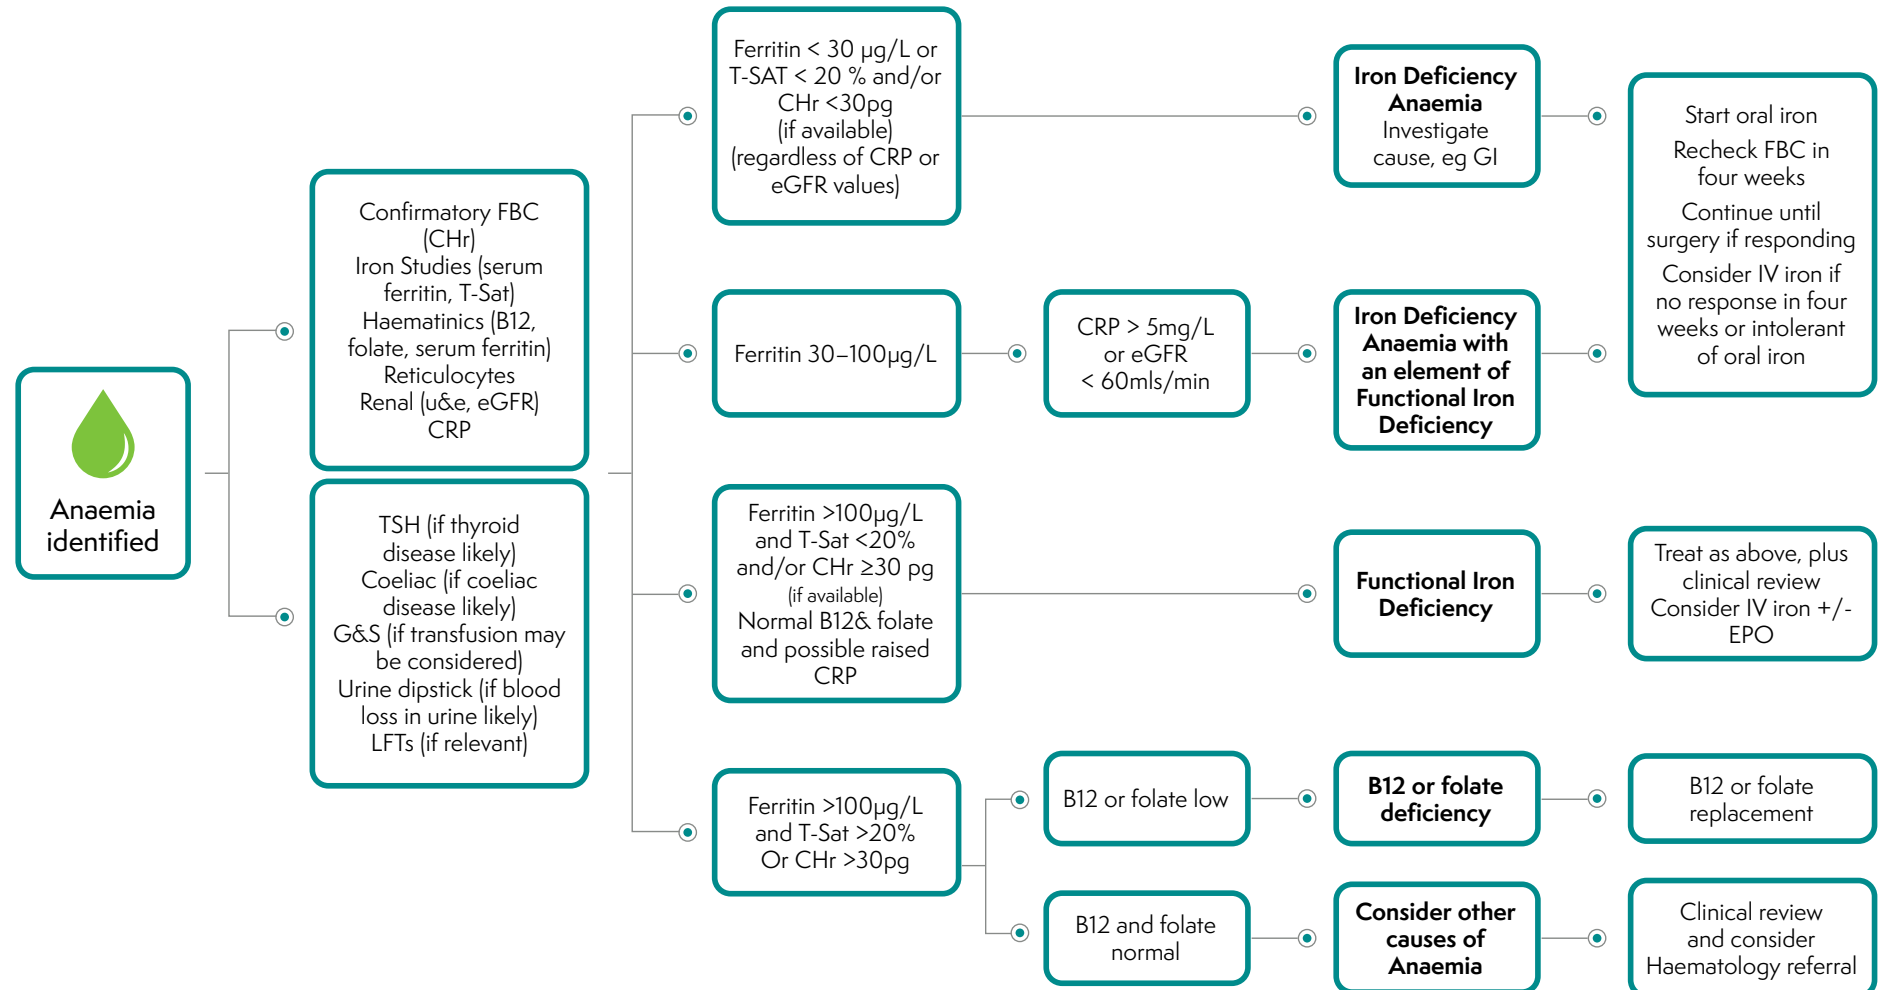 Anaemia
identified
Confirmatory FBC
(CHr)
Iron Studies (serum
ferritin, T-Sat)
Haematinics (B12,
folate, serum ferritin)
Reticulocytes
Renal (u&e, eGFR)
CRP
TSH (if thyroid
disease likely)
Coeliac (if coeliac
disease likely)
G&S (if transfusion may
be considered)
Urine dipstick (if blood
loss in urine likely)
LFTs (if relevant)
Ferritin < 30 µg/L or
T-SAT < 20 % and/or
CHr <30pg
(if available)
(regardless of CRP or
eGFR values)
Iron Deficiency
Anaemia
Investigate
cause, eg GI
Start oral iron
Recheck FBC in
four weeks
Continue until
surgery if responding
Consider IV iron if
no response in four
weeks or intolerant
of oral iron
Ferritin 30–100µg/L
CRP > 5mg/L
or eGFR
< 60mls/min
Iron Deficiency
Anaemia with
an element of
Functional Iron
Deficiency
Ferritin >100µg/L
and T-Sat <20%
and/or CHr ≥30 pg
(if available)
Normal B12& folate
and possible raised
CRP
Functional Iron
Deficiency
Treat as above, plus
clinical review
Consider IV iron +/-
EPO
Ferritin >100µg/L
and T-Sat >20%
Or CHr >30pg
B12 or folate low
B12 or folate
deficiency
B12 or folate
replacement
B12 and folate
normal
Consider other
causes of
Anaemia
Clinical review
and consider
Haematology referral